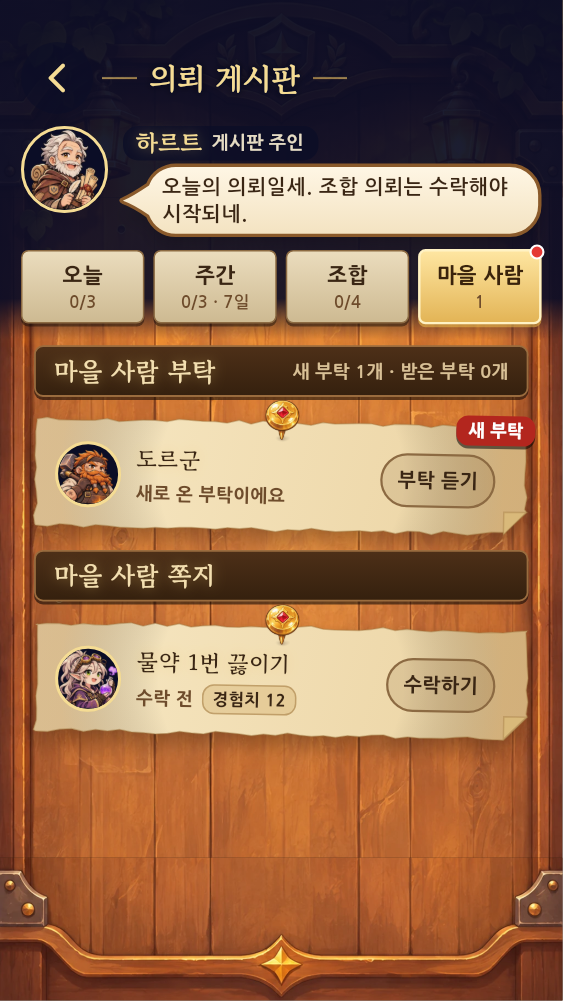 의뢰 게시판
하르트 게시판 주인
오늘의 의뢰일세. 조합 의뢰는 수락해야
시작되네.
오늘
0/3
주간
0/3 · 7일
조합
0/4
마을 사람
1
마을 사람 부탁
새 부탁 1개 · 받은 부탁 0개
새 부탁
도르군
새로 온 부탁이에요
부탁 듣기
마을 사람 쪽지
물약 1번 끓이기
수락 전 경험치 12
수락하기